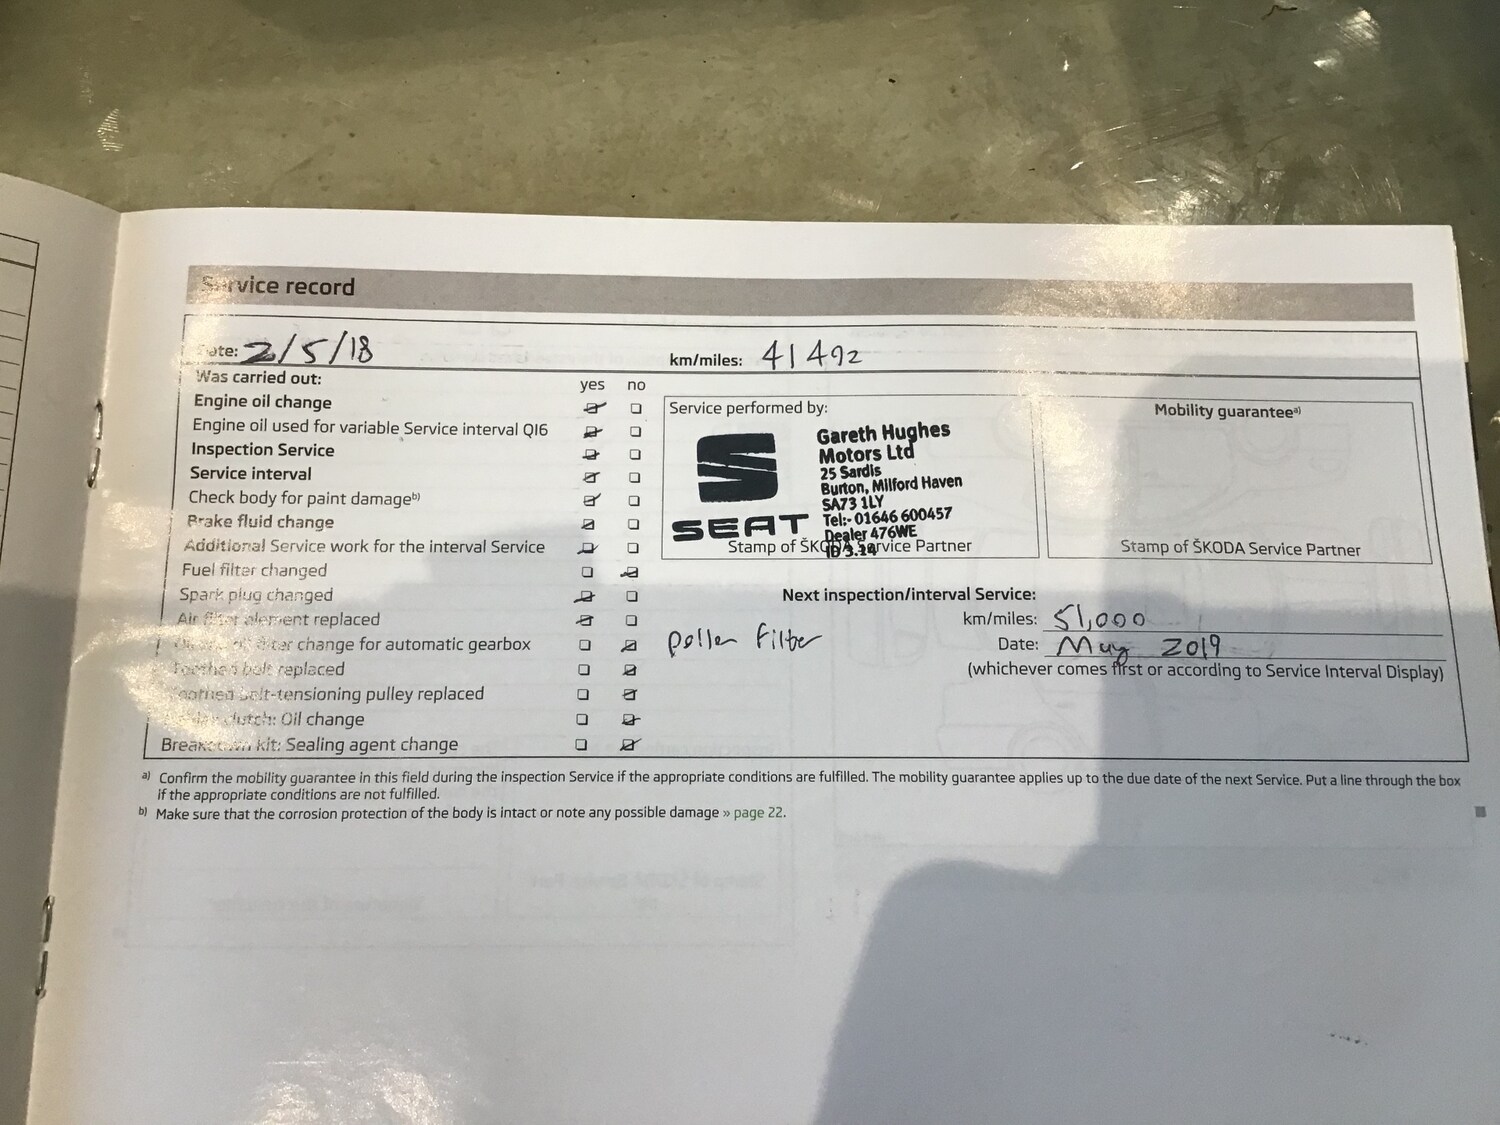 Service record
Date: 2/5/18 km/miles: 41492
Was carried out: yes no
Engine oil change
Engine oil used for variable Service interval QI6
Inspection Service
Service interval
Check body for paint damage b)
Brake fluid change
Additional Service work for the interval Service
Fuel filter changed
Spark plug changed
Air filter element replaced
filter change for automatic gearbox
Toothed belt replaced
Toothed belt-tensioning pulley replaced
clutch: Oil change
Breakdown kit: Sealing agent change
Service performed by:
SEAT
Gareth Hughes
Motors Ltd
25 Sardis
Burton, Milford Haven
SA73 1LY
Tel:- 01646 600457
Dealer 476WE
ID 3.14
Stamp of ŠKODA Service Partner
Mobility guarantee a)
Stamp of ŠKODA Service Partner
Next inspection/interval Service:
km/miles: 51,000
Date: May 2019
(whichever comes first or according to Service Interval Display)
pollen filter
a) Confirm the mobility guarantee in this field during the inspection Service if the appropriate conditions are fulfilled. The mobility guarantee applies up to the due date of the next Service. Put a line through the box
if the appropriate conditions are not fulfilled.
b) Make sure that the corrosion protection of the body is intact or note any possible damage » page 22.